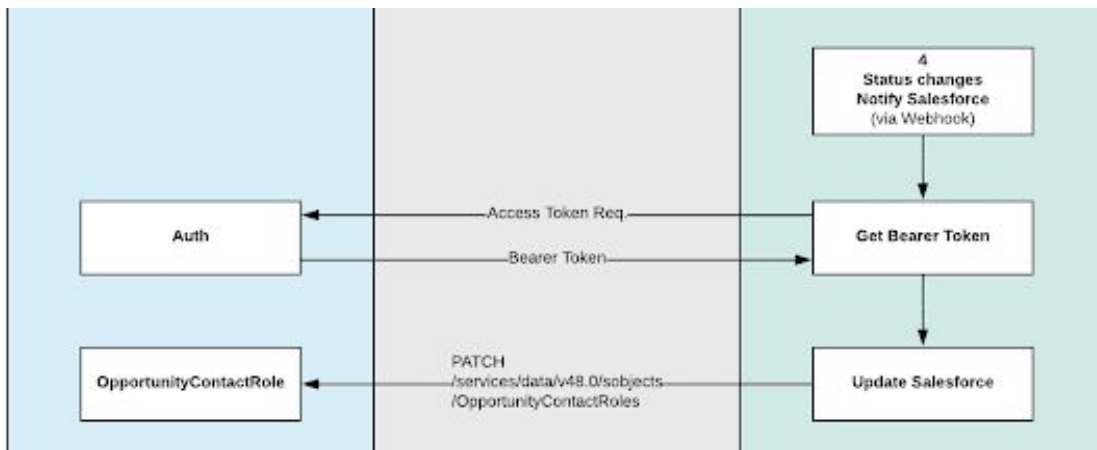 4
Status changes
Notify Salesforce
(via Webhook)
Access Token Req.
Auth
Get Bearer Token
Bearer Token
PATCH
/services/data/v48.0/sobjects
/OpportunityContactRoles
OpportunityContactRole
Update Salesforce